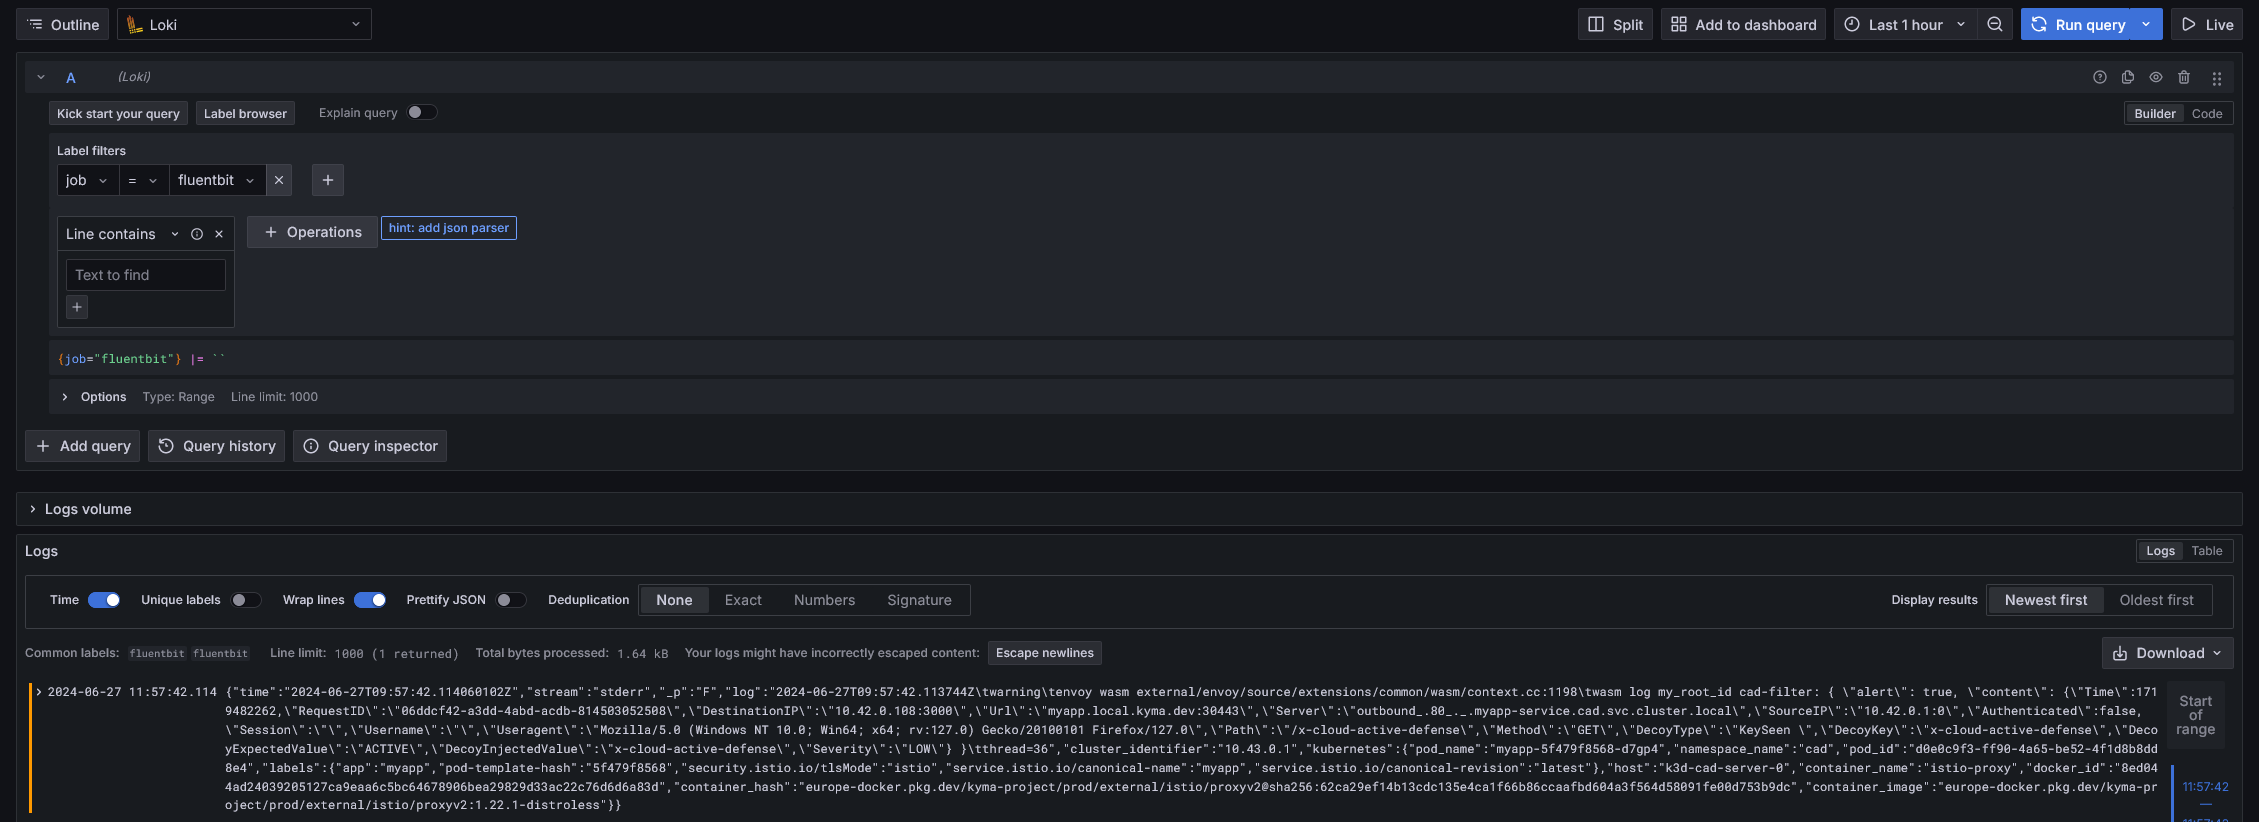 Outline
Loki
Split
Add to dashboard
Last 1 hour
Run query
Live
A
(Loki)
Kick start your query
Label browser
Explain query
Builder
Code
Label filters
job
=
fluentbit
Line contains
Operations
hint: add json parser
Text to find
{job="fluentbit"} |= ``
Options
Type: Range
Line limit: 1000
Add query
Query history
Query inspector
Logs volume
Logs
Logs
Table
Time
Unique labels
Wrap lines
Prettify JSON
Deduplication
None
Exact
Numbers
Signature
Display results
Newest first
Oldest first
Common labels: fluentbit fluentbit
Line limit: 1000 (1 returned)
Total bytes processed: 1.64 kB
Your logs might have incorrectly escaped content:
Escape newlines
Download
2024-06-27 11:57:42.114 {"time":"2024-06-27T09:57:42.114060102Z","stream":"stderr","_p":"F","log":"2024-06-27T09:57:42.113744Z\twarning\tenvoy wasm external/envoy/source/extensions/common/wasm/context.cc:1198\twasm log my_root_id cad-filter: { \"alert\": true, \"content\": {\"Time\":171
9482262,\"RequestID\":\"06ddcf42-a3dd-4abd-acdb-814503052508\",\"DestinationIP\":\"10.42.0.108:3000\",\"Url\":\"myapp.local.kyma.dev:30443\",\"Server\":\"outbound_.80_._.myapp-service.cad.svc.cluster.local\",\"SourceIP\":\"10.42.0.1:0\",\"Authenticated\":false,
\"Session\":\"\",\"Username\":\"\",\"Useragent\":\"Mozilla/5.0 (Windows NT 10.0; Win64; x64; rv:127.0) Gecko/20100101 Firefox/127.0\",\"Path\":\"/x-cloud-active-defense\",\"Method\":\"GET\",\"DecoyType\":\"KeySeen \",\"DecoyKey\":\"x-cloud-active-defense\",\"Deco
yExpectedValue\":\"ACTIVE\",\"DecoyInjectedValue\":\"x-cloud-active-defense\",\"Severity\":\"LOW\"} }\tthread=36","cluster_identifier":"10.43.0.1","kubernetes":{"pod_name":"myapp-5f479f8568-d7gp4","namespace_name":"cad","pod_id":"d0e0c9f3-ff90-4a65-be52-4f1d8b8dd
8e4","labels":{"app":"myapp","pod-template-hash":"5f479f8568","security.istio.io/tlsMode":"istio","service.istio.io/canonical-name":"myapp","service.istio.io/canonical-revision":"latest"},"host":"k3d-cad-server-0","container_name":"istio-proxy","docker_id":"8ed04
4ad24039205127ca9eaa6c5bc64678906bea29829d33ac22c76d6d6a83d","container_hash":"europe-docker.pkg.dev/kyma-project/prod/external/istio/proxyv2@sha256:62ca29ef14b13cdc135e4ca1f66b86ccaafbd604a3f564d58091fe00d753b9dc","container_image":"europe-docker.pkg.dev/kyma-pr
oject/prod/external/istio/proxyv2:1.22.1-distroless"}}
Start
of
range
11:57:42
—